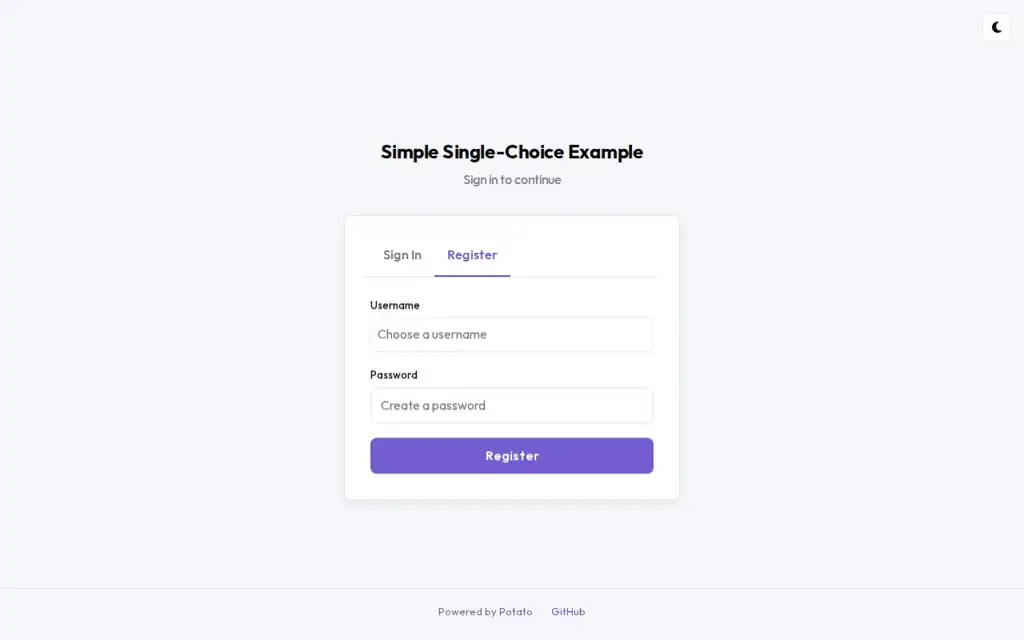 Simple Single-Choice Example
Sign in to continue
Sign In Register
Username
Choose a username
Password
Create a password
Register
Powered by Potato GitHub